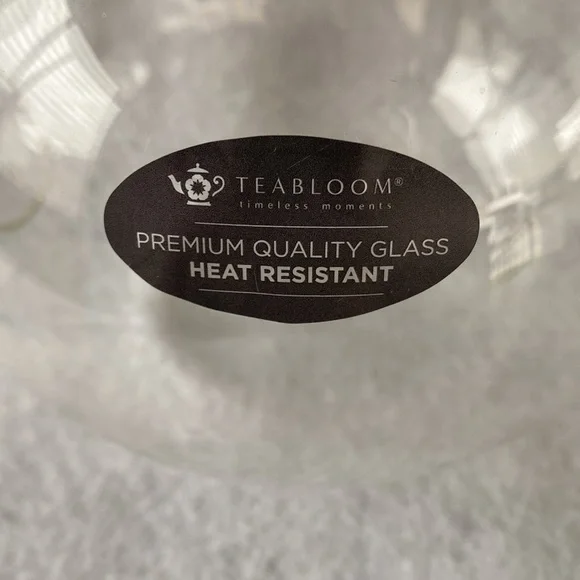 TEABLOOM®
timeless moments
PREMIUM QUALITY GLASS
HEAT RESISTANT